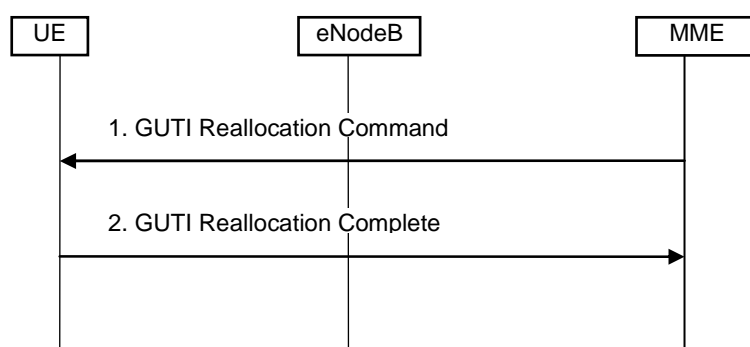 UE
eNodeB
MME
1. GUTI Reallocation Command
2. GUTI Reallocation Complete